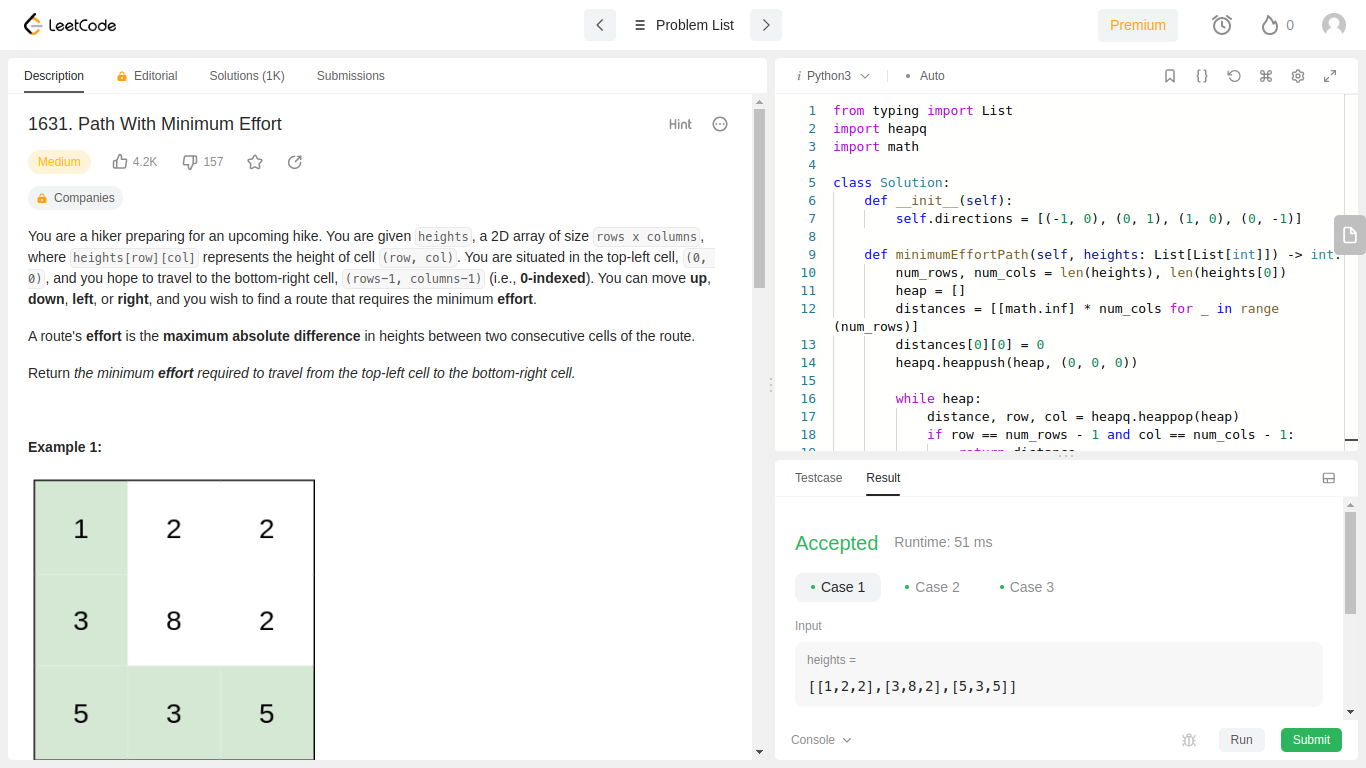 LeetCode
Problem List
Premium
0
Description
Editorial
Solutions (1K)
Submissions
1631. Path With Minimum Effort
Hint
Medium
4.2K
157
Companies
You are a hiker preparing for an upcoming hike. You are given heights, a 2D array of size rows x columns,
where heights[row][col] represents the height of cell (row, col). You are situated in the top-left cell, (0,
0), and you hope to travel to the bottom-right cell, (rows-1, columns-1) (i.e., 0-indexed). You can move up,
down, left, or right, and you wish to find a route that requires the minimum effort.
A route's effort is the maximum absolute difference in heights between two consecutive cells of the route.
Return the minimum effort required to travel from the top-left cell to the bottom-right cell.
Example 1:
1 2 2
3 8 2
5 3 5
i Python3
Auto
1 from typing import List
2 import heapq
3 import math
4
5 class Solution:
6 def __init__(self):
7 self.directions = [(-1, 0), (0, 1), (1, 0), (0, -1)]
8
9 def minimumEffortPath(self, heights: List[List[int]]) -> int:
10 num_rows, num_cols = len(heights), len(heights[0])
11 heap = []
12 distances = [[math.inf] * num_cols for _ in range
(num_rows)]
13 distances[0][0] = 0
14 heapq.heappush(heap, (0, 0, 0))
15
16 while heap:
17 distance, row, col = heapq.heappop(heap)
18 if row == num_rows - 1 and col == num_cols - 1:
Testcase
Result
Accepted
Runtime: 51 ms
Case 1
Case 2
Case 3
Input
heights =
[[1,2,2],[3,8,2],[5,3,5]]
Console
Run
Submit